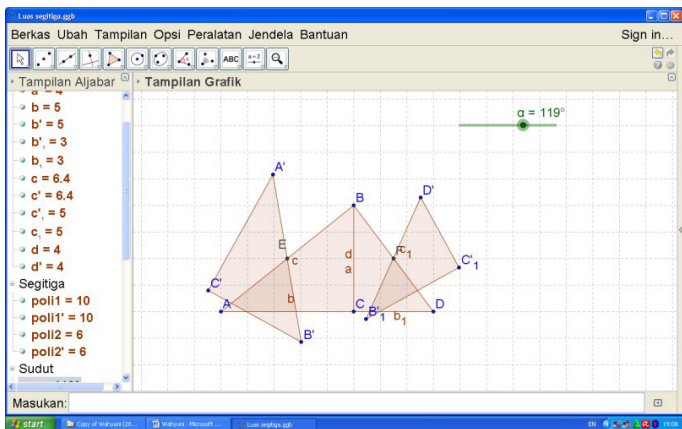 Luas segitiga.ggb
Berkas Ubah Tampilan Opsi Peralatan Jendela Bantuan
Sign in...
ABC
a=2
Tampilan Aljabar
Tampilan Grafik
a = 4
b = 5
b' = 5
b'₁ = 3
b₁ = 3
c = 6.4
c' = 6.4
c'₁ = 5
c₁ = 5
d = 4
d' = 4
Segitiga
poli1 = 10
poli1' = 10
poli2 = 6
poli2' = 6
Sudut
α = 119°
A'
B
D'
E
F
c₁
c
d
a
C'₁
C'
b
A
C
B'₁
b₁
D
B'
Masukan:
start
Copy of Wahyuni (20...
Wahyuni - Microsoft ...
Luas segitiga.ggb
EN
19:08